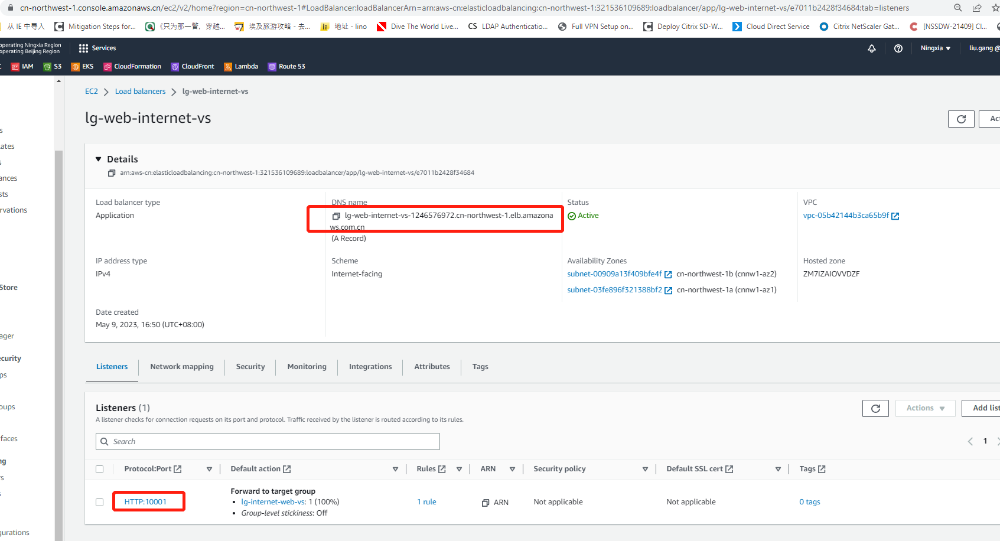 cn-northwest-1.console.amazonaws.cn/ec2/v2/home?region=cn-northwest-1#LoadBalancer:loadBalancerArn=arn:aws-cn:elasticloadbalancing:cn-northwest-1:321536109689:loadbalancer/app/lg-web-internet-vs/e7011b2428f34684;tab=listeners
从 IE 中导入 Mitigation Steps for... 《只为那一瞥，穿越... 埃及旅游攻略 - 去... 地址 - lino Dive The World Live... CS LDAP Authenticatio... Full VPN Setup on... Deploy Citrix SD-W... Cloud Direct Service Citrix NetScaler Gat... [NSSDW-21409] Cl...
operating Ningxia Region
operating Beijing Region
Services
Ningxia ▼ liu.gang @
IAM S3 EKS CloudFormation CloudFront Lambda Route 53
EC2 > Load balancers > lg-web-internet-vs
lg-web-internet-vs
Act
Details
arn:aws-cn:elasticloadbalancing:cn-northwest-1:321536109689:loadbalancer/app/lg-web-internet-vs/e7011b2428f34684
Load balancer type
Application
DNS name
lg-web-internet-vs-1246576972.cn-northwest-1.elb.amazona
ws.com.cn
(A Record)
Status
Active
VPC
vpc-05b42144b3ca65b9f
IP address type
IPv4
Scheme
Internet-facing
Availability Zones
subnet-00909a13f409bfe4f cn-northwest-1b (cnnw1-az2)
subnet-03fe896f321388bf2 cn-northwest-1a (cnnw1-az1)
Hosted zone
ZM7IZAIOVVDZF
Date created
May 9, 2023, 16:50 (UTC+08:00)
Listeners Network mapping Security Monitoring Integrations Attributes Tags
Listeners (1)
A listener checks for connection requests on its port and protocol. Traffic received by the listener is routed according to its rules.
Actions ▼ Add list
Search
< 1 >
Protocol:Port Default action Rules ARN Security policy Default SSL cert Tags
HTTP:10001
Forward to target group
• lg-internet-web-vs: 1 (100%)
• Group-level stickiness: Off
1 rule
ARN
Not applicable
Not applicable
0 tags
s
lates
s
ances
sts
rvations
Store
ager
ecurity
ps
oups
rfaces
ng
rs
gurations